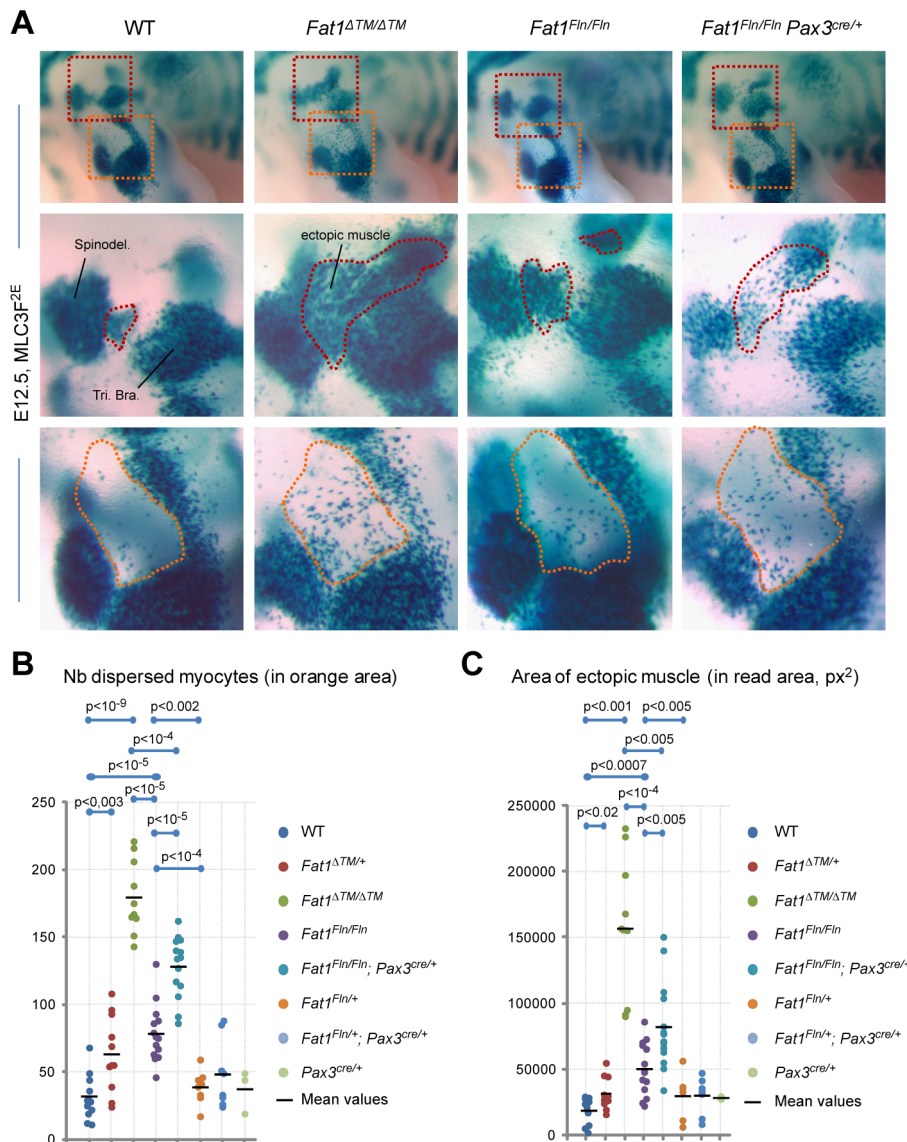 A
WT
Fat1ΔTM/ΔTM
Fat1Fln/Fln
Fat1Fln/Fln Pax3cre/+
E12.5, MLC3F2E
Spinodel.
Tri. Bra.
ectopic muscle
B
Nb dispersed myocytes (in orange area)
p<10-9
p<0.002
p<10-4
p<10-5
p<0,003
p<10-5
p<10-5
p<10-4
250
200
150
100
50
0
WT
Fat1ΔTM/+
Fat1ΔTM/ΔTM
Fat1Fln/Fln
Fat1Fln/Fln; Pax3cre/+
Fat1Fln/+
Fat1Fln/+; Pax3cre/+
Pax3cre/+
Mean values
C
Area of ectopic muscle (in read area, px2)
p<0.001
p<0.005
p<0.005
p<0.0007
p<10-4
p<0.02
p<0.005
250000
200000
150000
100000
50000
0
WT
Fat1ΔTM/+
Fat1ΔTM/ΔTM
Fat1Fln/Fln
Fat1Fln/Fln; Pax3cre/+
Fat1Fln/+
Fat1Fln/+; Pax3cre/+
Pax3cre/+
Mean values